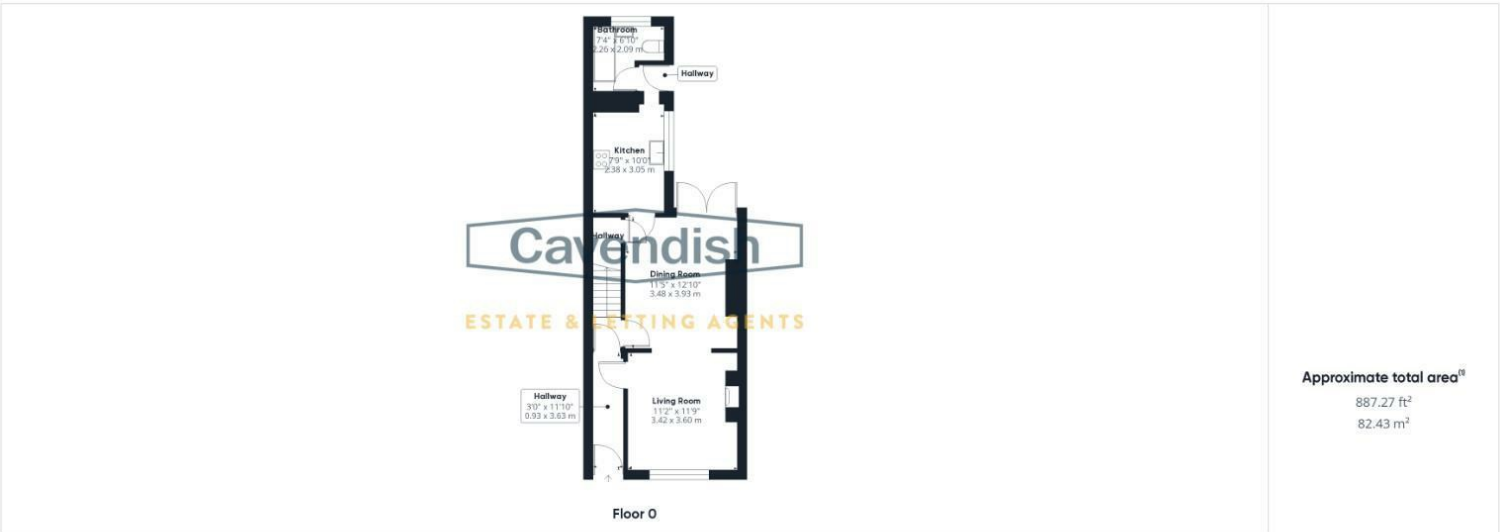 Bathroom
7'4" x 6'10"
2.26 x 2.09 m
Hallway
Kitchen
7'9" x 10'0"
2.38 x 3.05 m
Hallway
Cavendish
Dining Room
11'5" x 12'10"
3.48 x 3.93 m
ESTATE & LETTING AGENTS
Hallway
3'0" x 11'10"
0.93 x 3.63 m
Living Room
11'2" x 11'9"
3.42 x 3.60 m
Floor 0
Approximate total area(1)
887.27 ft²
82.43 m²